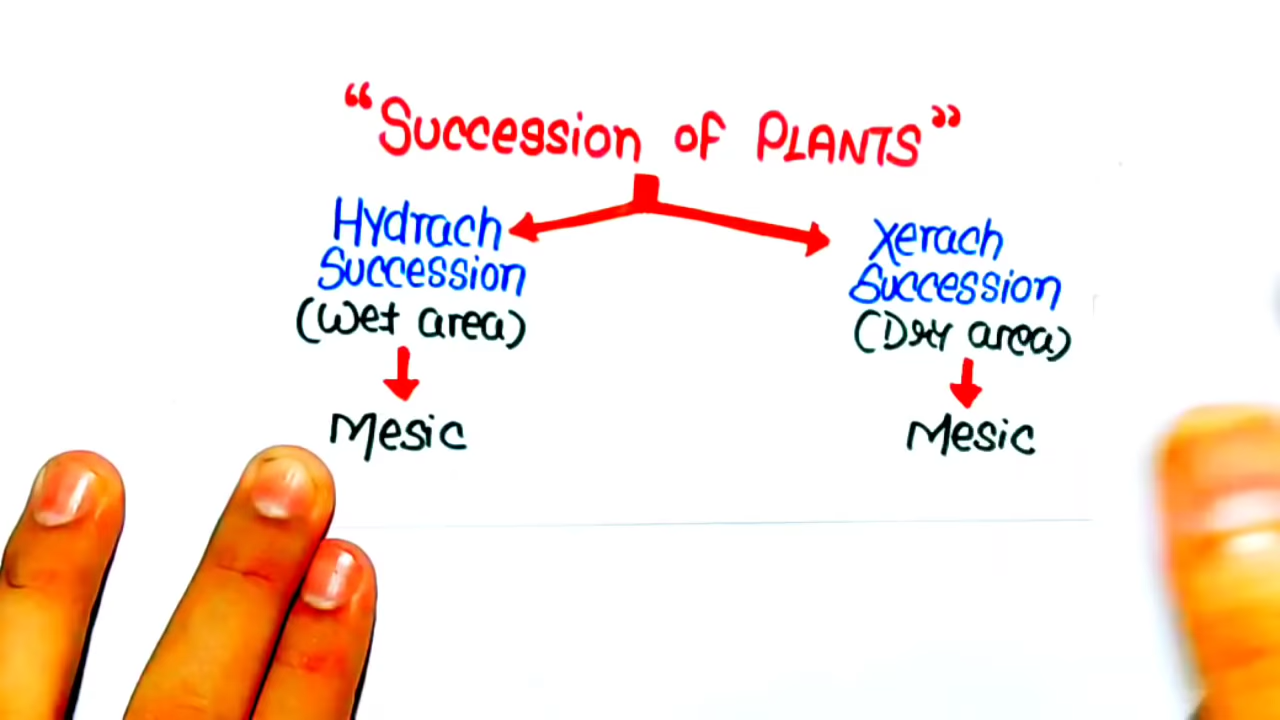 “Succession of PLANTS”
Hydrach
Succession
(Wet area)
Mesic
Xerach
Succession
(Dry area)
Mesic